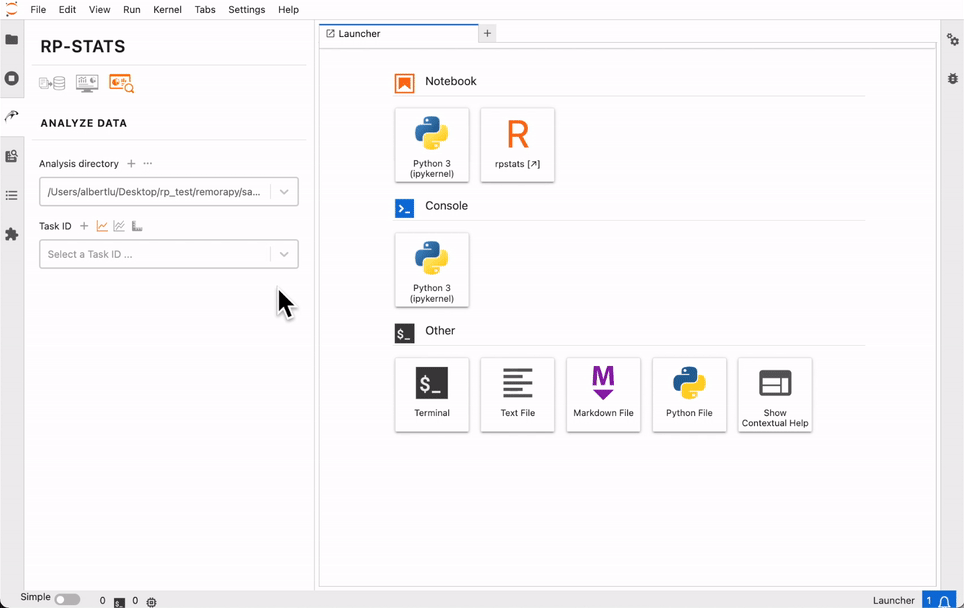 File Edit View Run Kernel Tabs Settings Help
RP-STATS
ANALYZE DATA
Analysis directory + ...
/Users/albertlu/Desktop/rp_test/remorapy/sa...
Task ID +
Select a Task ID ...
Launcher +
Notebook
Python 3
(ipykernel)
R
rpstats [↗]
Console
Python 3
(ipykernel)
$_ Other
$_
Terminal
Text File
M
Markdown File
Python File
Show
Contextual Help
Simple 0 $_ 0
Launcher 1